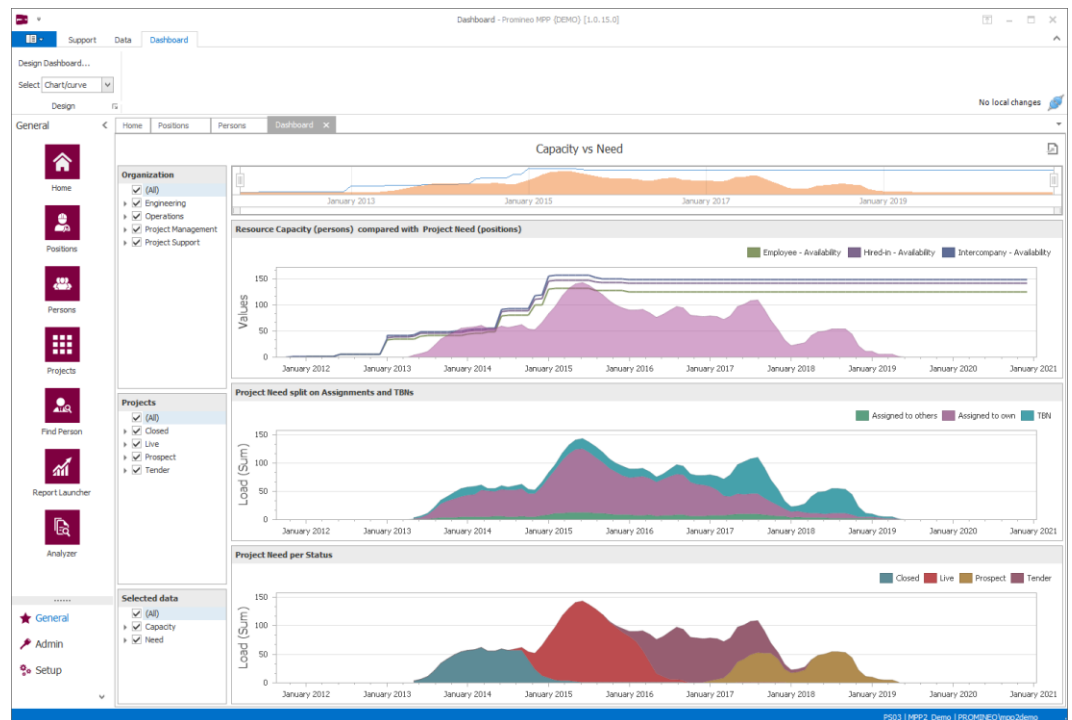 Dashboard - Promineo MPP {DEMO} [1.0.15.0]
Support Data Dashboard
Design Dashboard...
Select Chart/curve
Design
No local changes
General
Home Positions Persons Dashboard
Home
Positions
Persons
Projects
Find Person
Report Launcher
Analyzer
General
Admin
Setup
Capacity vs Need
Organization
(All)
Engineering
Operations
Project Management
Project Support
Projects
(All)
Closed
Live
Prospect
Tender
Selected data
(All)
Capacity
Need
January 2013 January 2015 January 2017 January 2019
Resource Capacity (persons) compared with Project Need (positions)
Employee - Availability Hired-in - Availability Intercompany - Availability
Values
150
100
50
0
January 2012 January 2013 January 2014 January 2015 January 2016 January 2017 January 2018 January 2019 January 2020 January 2021
Project Need split on Assignments and TBNs
Assigned to others Assigned to own TBN
Load (Sum)
150
100
50
0
January 2012 January 2013 January 2014 January 2015 January 2016 January 2017 January 2018 January 2019 January 2020 January 2021
Project Need per Status
Closed Live Prospect Tender
Load (Sum)
150
100
50
0
January 2012 January 2013 January 2014 January 2015 January 2016 January 2017 January 2018 January 2019 January 2020 January 2021
PS03 | MPP2_Demo | PROMINEO\mpp2demo